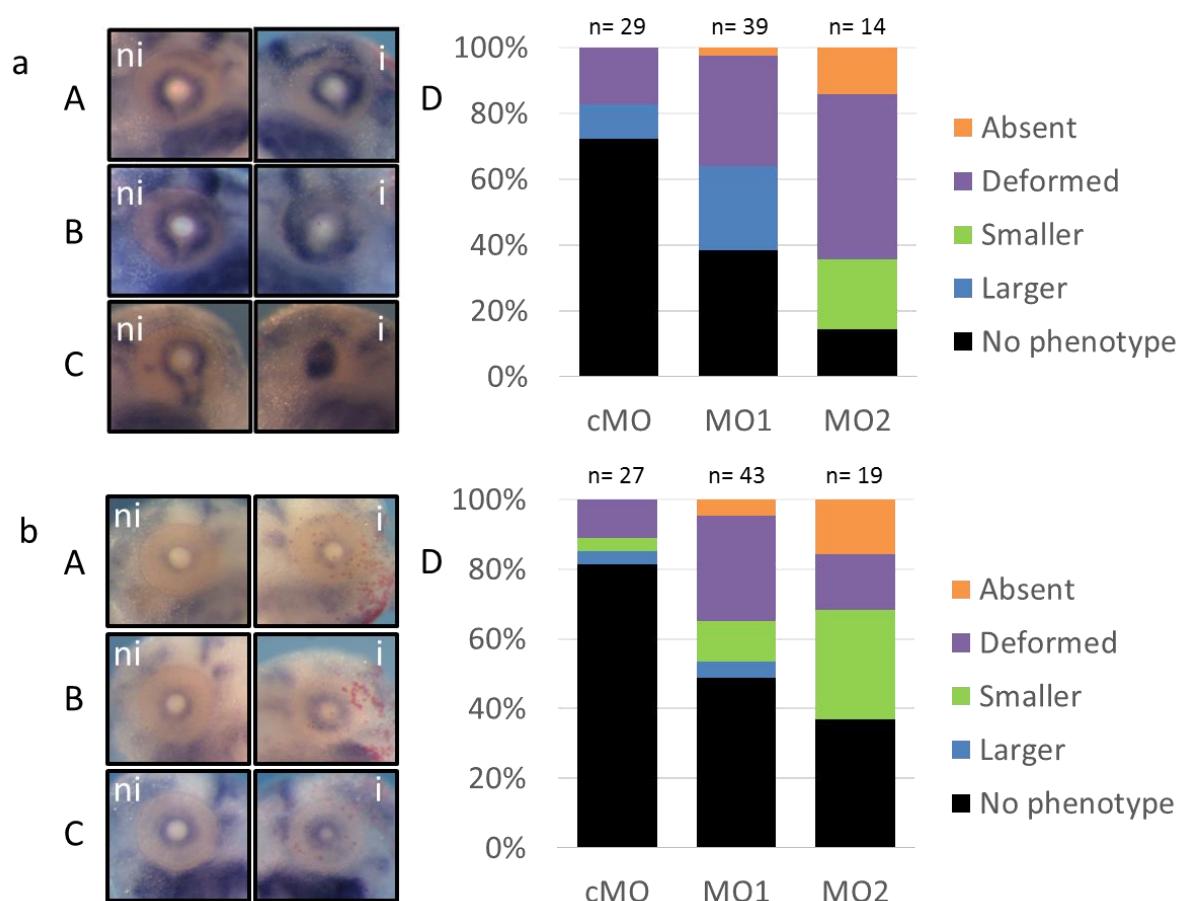 a
A
ni
i
B
ni
i
C
ni
i
D
n= 29
n= 39
n= 14
100%
80%
60%
40%
20%
0%
cMO
MO1
MO2
Absent
Deformed
Smaller
Larger
No phenotype
b
A
ni
i
B
ni
i
C
ni
i
D
n= 27
n= 43
n= 19
100%
80%
60%
40%
20%
0%
cMO
MO1
MO2
Absent
Deformed
Smaller
Larger
No phenotype